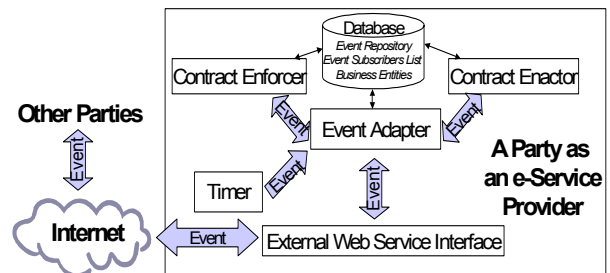 Database
Event Repository
Event Subscribers List
Business Entities
Contract Enforcer
Contract Enactor
Other Parties
Event
Event
Event
Event Adapter
A Party as
an e-Service
Provider
Event
Timer
Event
Internet
Event
External Web Service Interface